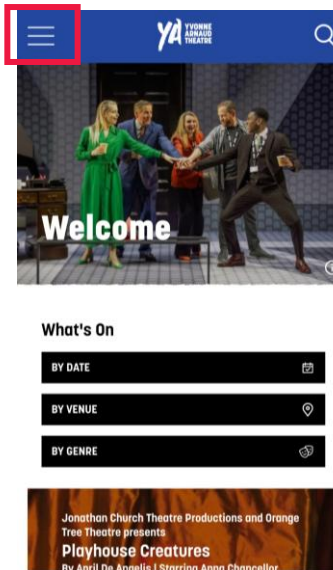 YA YVONNE
ARNAUD
THEATRE
Welcome
What's On
BY DATE
BY VENUE
BY GENRE
Jonathan Church Theatre Productions and Orange
Tree Theatre presents
Playhouse Creatures
By April De Angelis | Starring Anna Chancellor